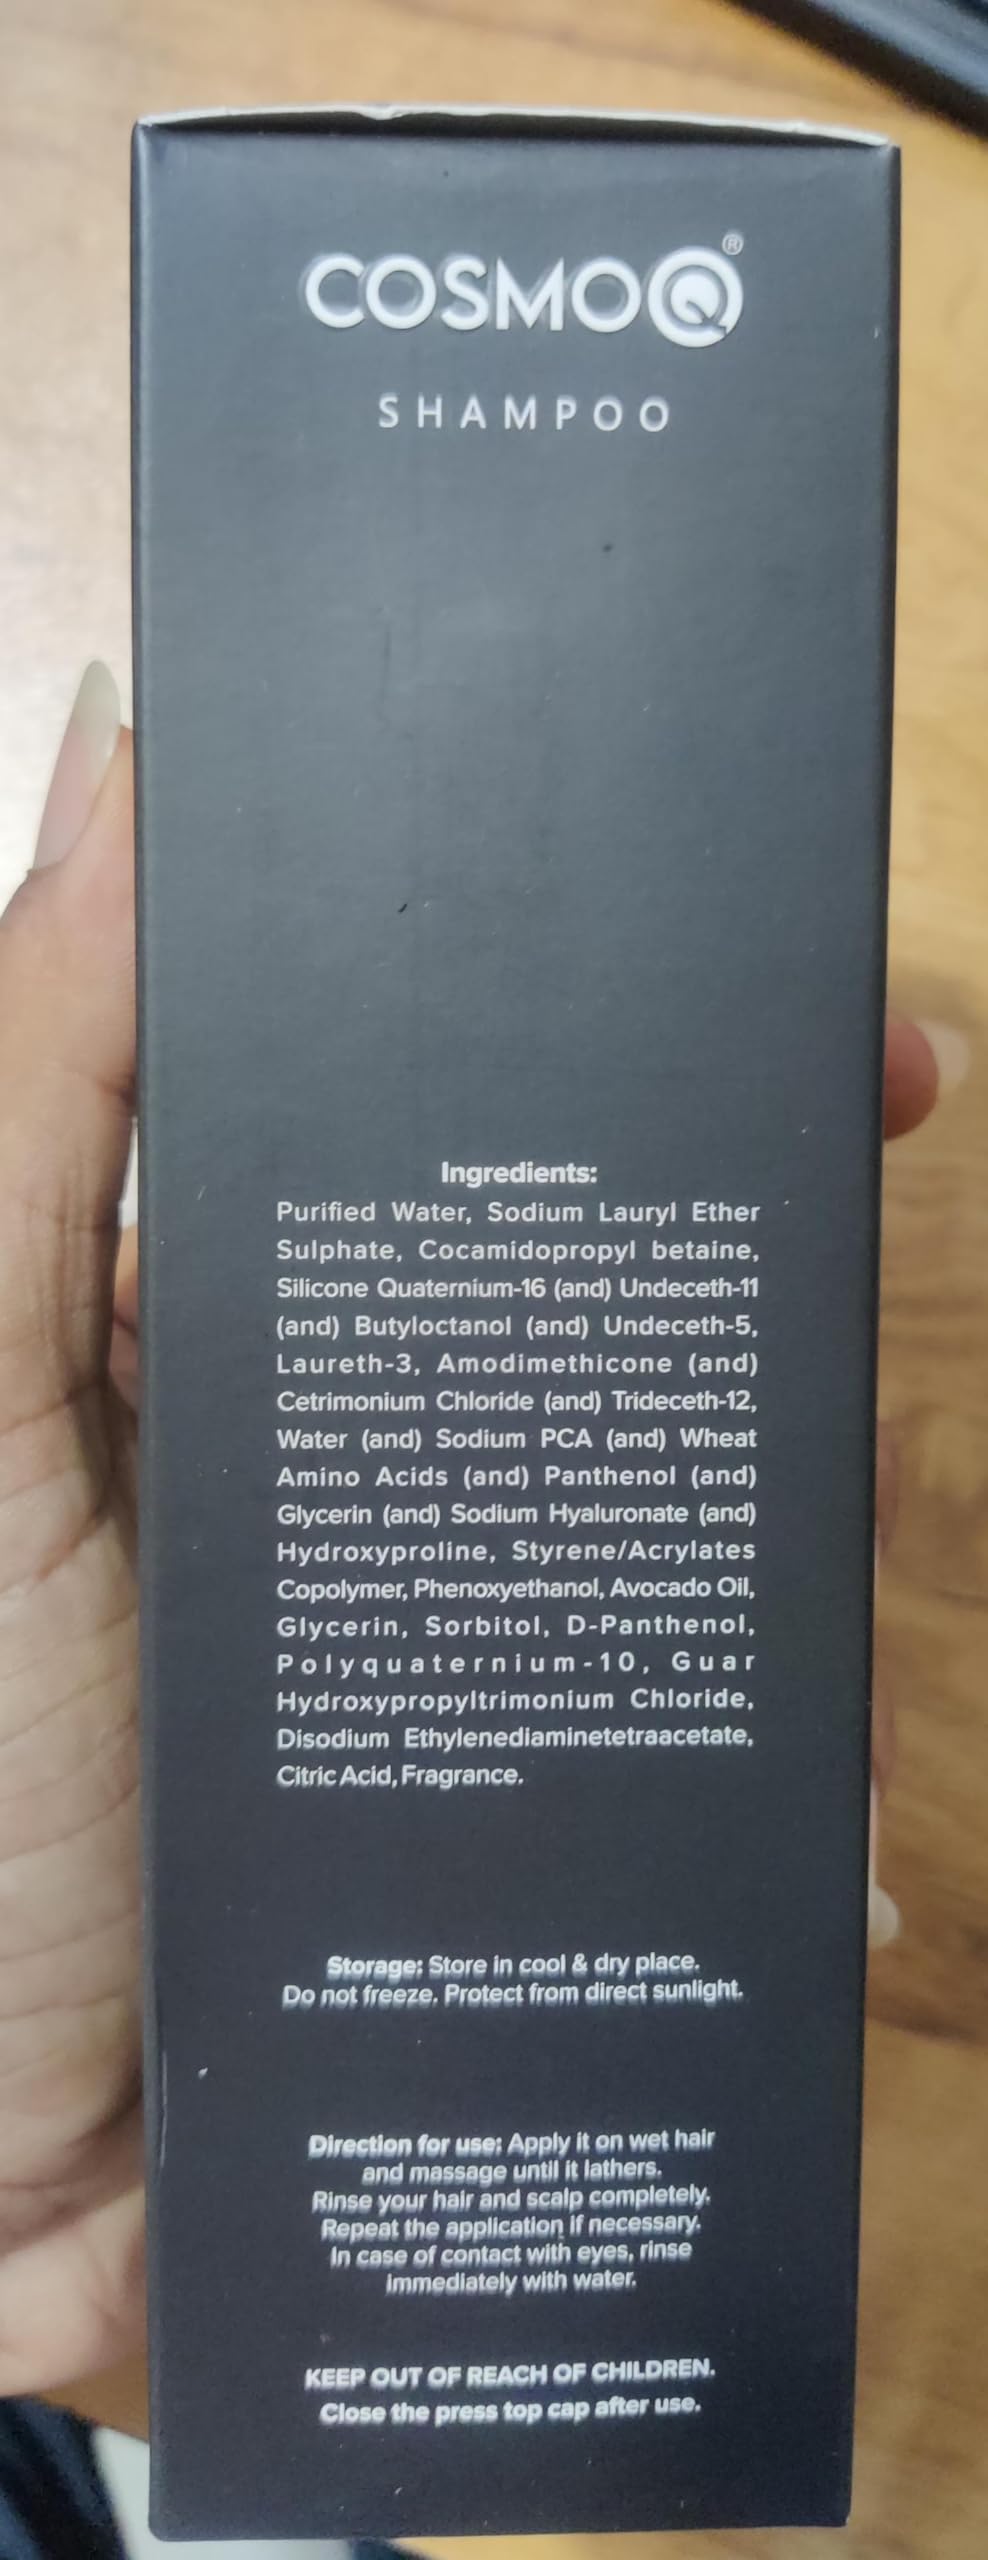 COSMOQ®
SHAMPOO
Ingredients:
Purified Water, Sodium Lauryl Ether
Sulphate, Cocamidopropyl betaine,
Silicone Quaternium-16 (and) Undeceth-11
(and) Butyloctanol (and) Undeceth-5,
Laureth-3, Amodimethicone (and)
Cetrimonium Chloride (and) Trideceth-12,
Water (and) Sodium PCA (and) Wheat
Amino Acids (and) Panthenol (and)
Glycerin (and) Sodium Hyaluronate (and)
Hydroxyproline, Styrene/Acrylates
Copolymer, Phenoxyethanol, Avocado Oil,
Glycerin, Sorbitol, D-Panthenol,
Polyquaternium-10, Guar
Hydroxypropyltrimonium Chloride,
Disodium Ethylenediaminetetraacetate,
Citric Acid, Fragrance.
Storage: Store in cool & dry place.
Do not freeze. Protect from direct sunlight.
Direction for use: Apply it on wet hair
and massage until it lathers.
Rinse your hair and scalp completely.
Repeat the application if necessary.
In case of contact with eyes, rinse
immediately with water.
KEEP OUT OF REACH OF CHILDREN.
Close the press top cap after use.